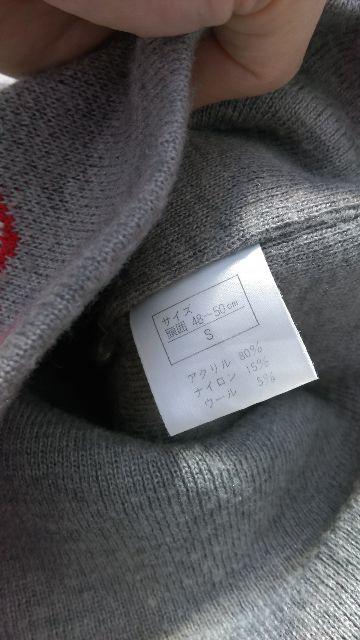 サイズ
頭囲 48~50cm
S
アクリル 80%
ナイロン 15%
ウール 5%